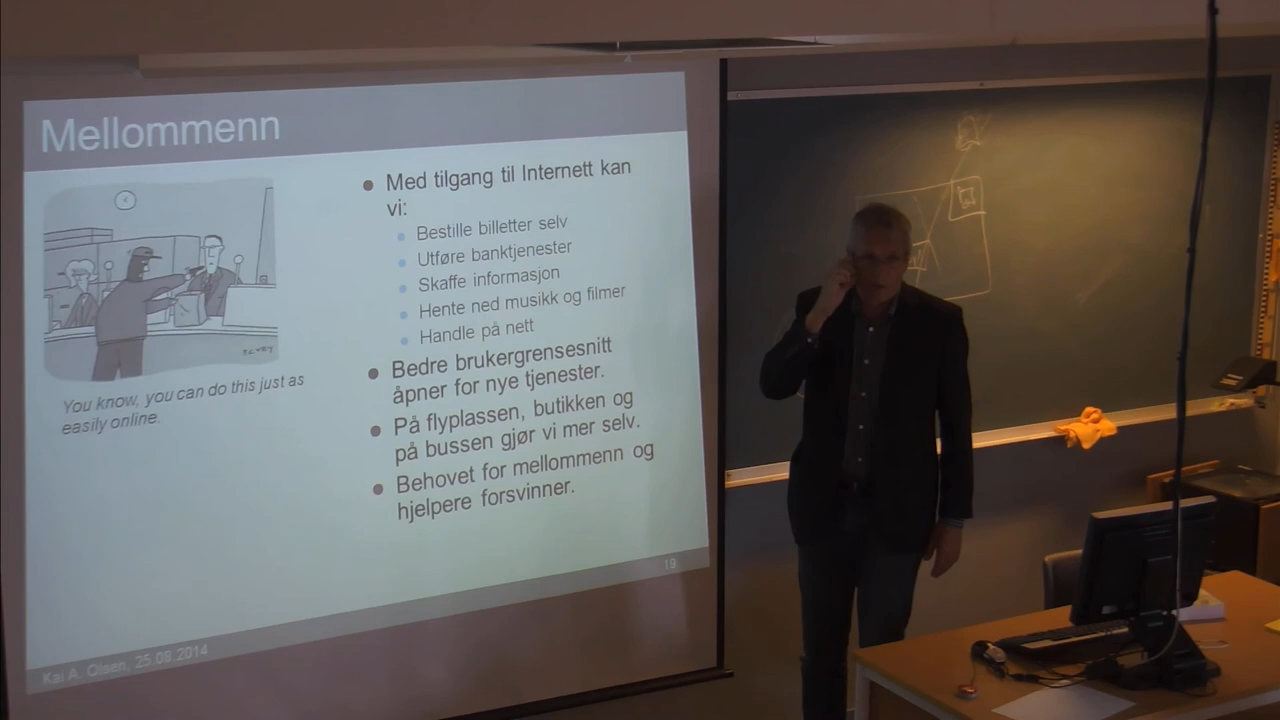 Mellommenn
You know, you can do this just as
easily online.
Med tilgang til Internett kan
vi:
Bestille billetter selv
Utføre banktjenester
Skaffe informasjon
Hente ned musikk og filmer
Handle på nett
Bedre brukergrensesnitt
åpner for nye tjenester.
På flyplassen, butikken og
på bussen gjør vi mer selv.
Behovet for mellommenn og
hjelpere forsvinner.
19
Kai A. Olsen, 25.08.2014